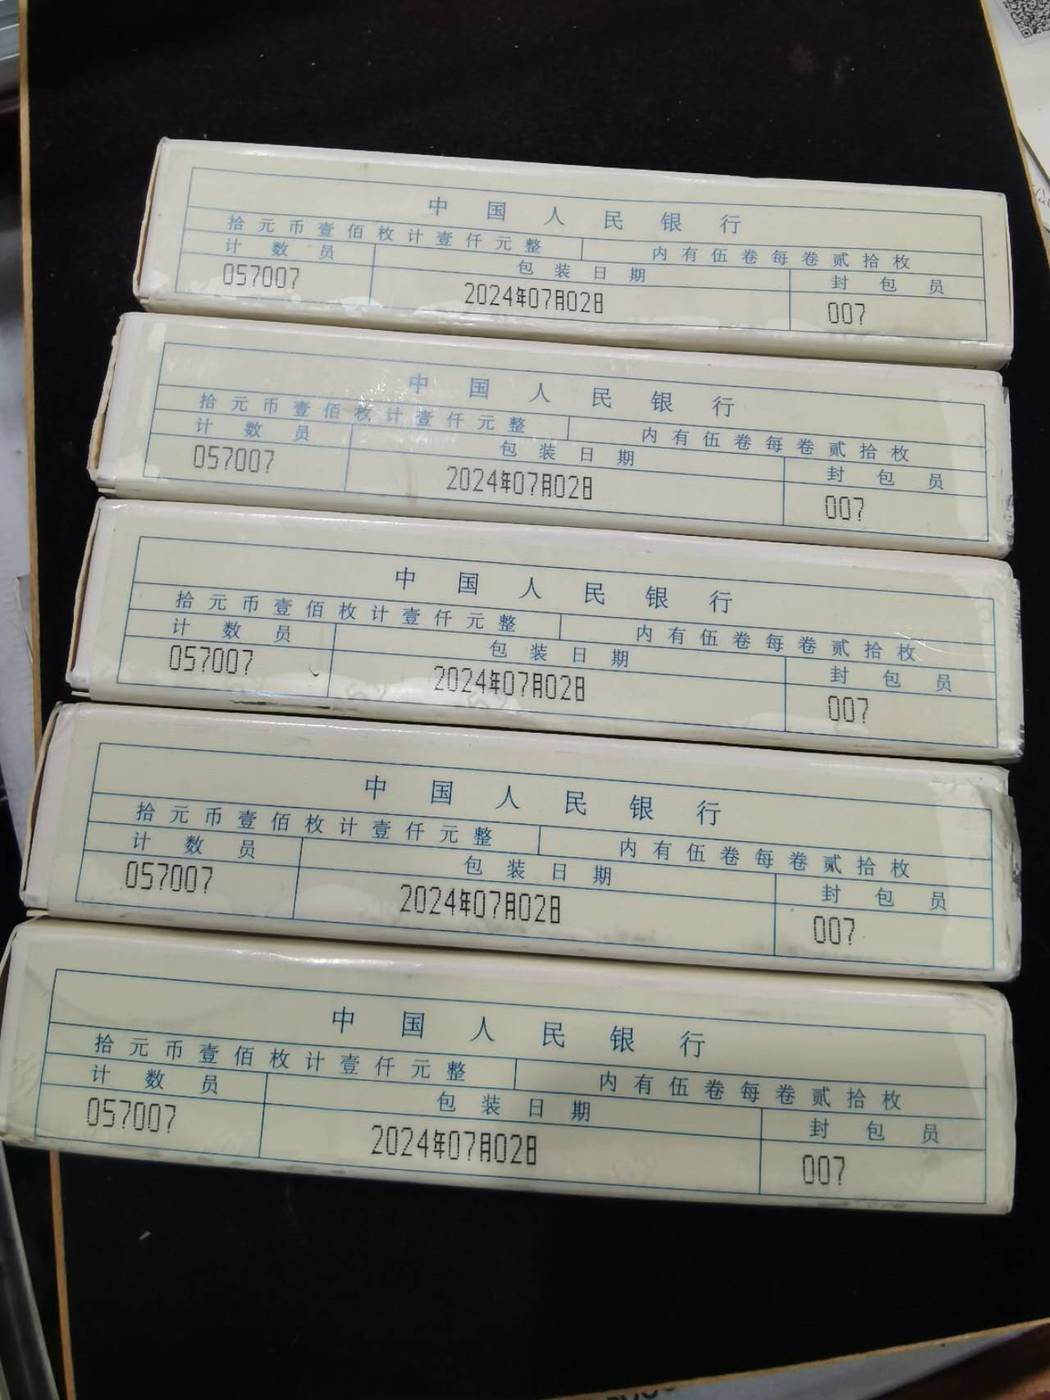 中国人民银行
拾元币壹佰枚计壹仟元整 内有伍卷每卷贰拾枚
计数员 包装日期 封包员
057007 2024年07月02日 007
中国人民银行
拾元币壹佰枚计壹仟元整 内有伍卷每卷贰拾枚
计数员 包装日期 封包员
057007 2024年07月02日 007
中国人民银行
拾元币壹佰枚计壹仟元整 内有伍卷每卷贰拾枚
计数员 包装日期 封包员
057007 2024年07月02日 007
中国人民银行
拾元币壹佰枚计壹仟元整 内有伍卷每卷贰拾枚
计数员 包装日期 封包员
057007 2024年07月02日 007
中国人民银行
拾元币壹佰枚计壹仟元整 内有伍卷每卷贰拾枚
计数员 包装日期 封包员
057007 2024年07月02日 007